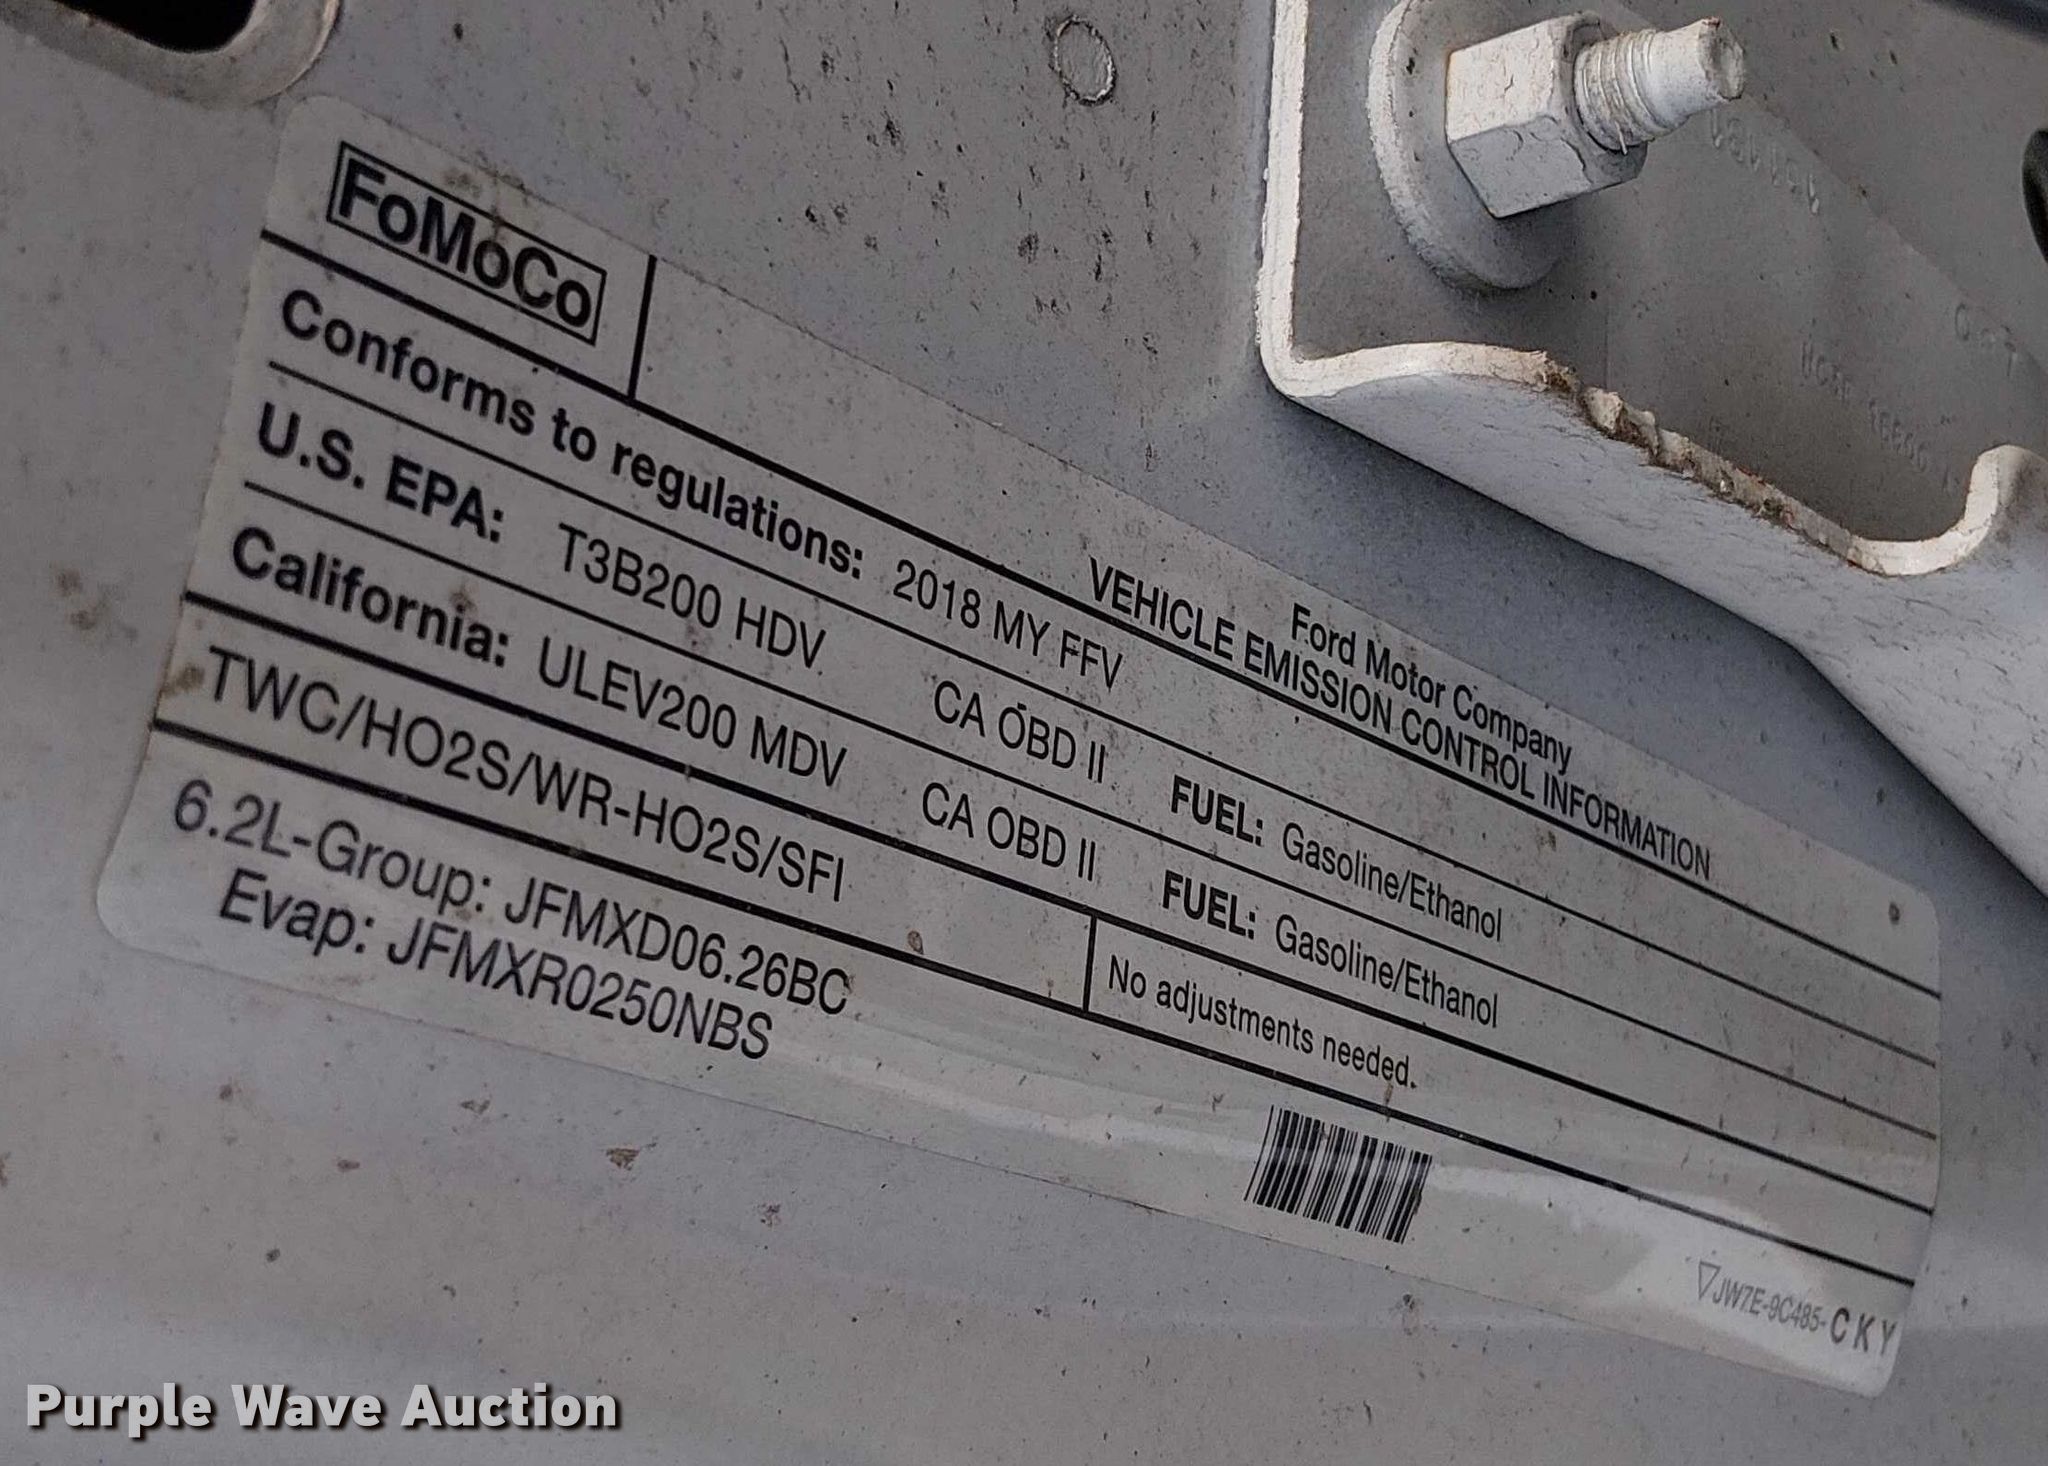 FoMoCo
Ford Motor Company
VEHICLE EMISSION CONTROL INFORMATION
Conforms to regulations: 2018 MY FFV
U.S. EPA: T3B200 HDV CA OBD II FUEL: Gasoline/Ethanol
California: ULEV200 MDV CA OBD II FUEL: Gasoline/Ethanol
TWC/HO2S/WR-HO2S/SFI No adjustments needed.
6.2L-Group: JFMXD06.26BC
Evap: JFMXR0250NBS
JW7E-9C485-CKY
Purple Wave Auction